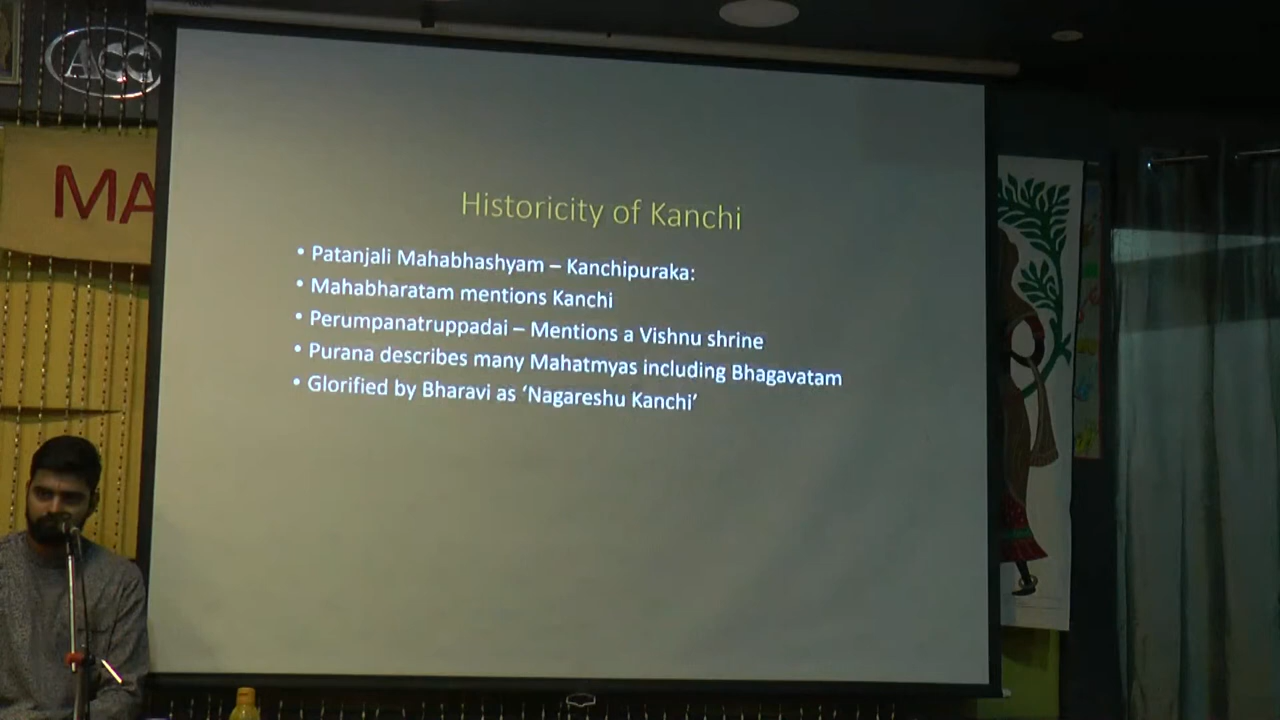 ACC
MA
Historicity of Kanchi
• Patanjali Mahabhashyam – Kanchipuraka:
• Mahabharatam mentions Kanchi
• Perumpanatruppadai – Mentions a Vishnu shrine
• Purana describes many Mahatmyas including Bhagavatam
• Glorified by Bharavi as ‘Nagareshu Kanchi’